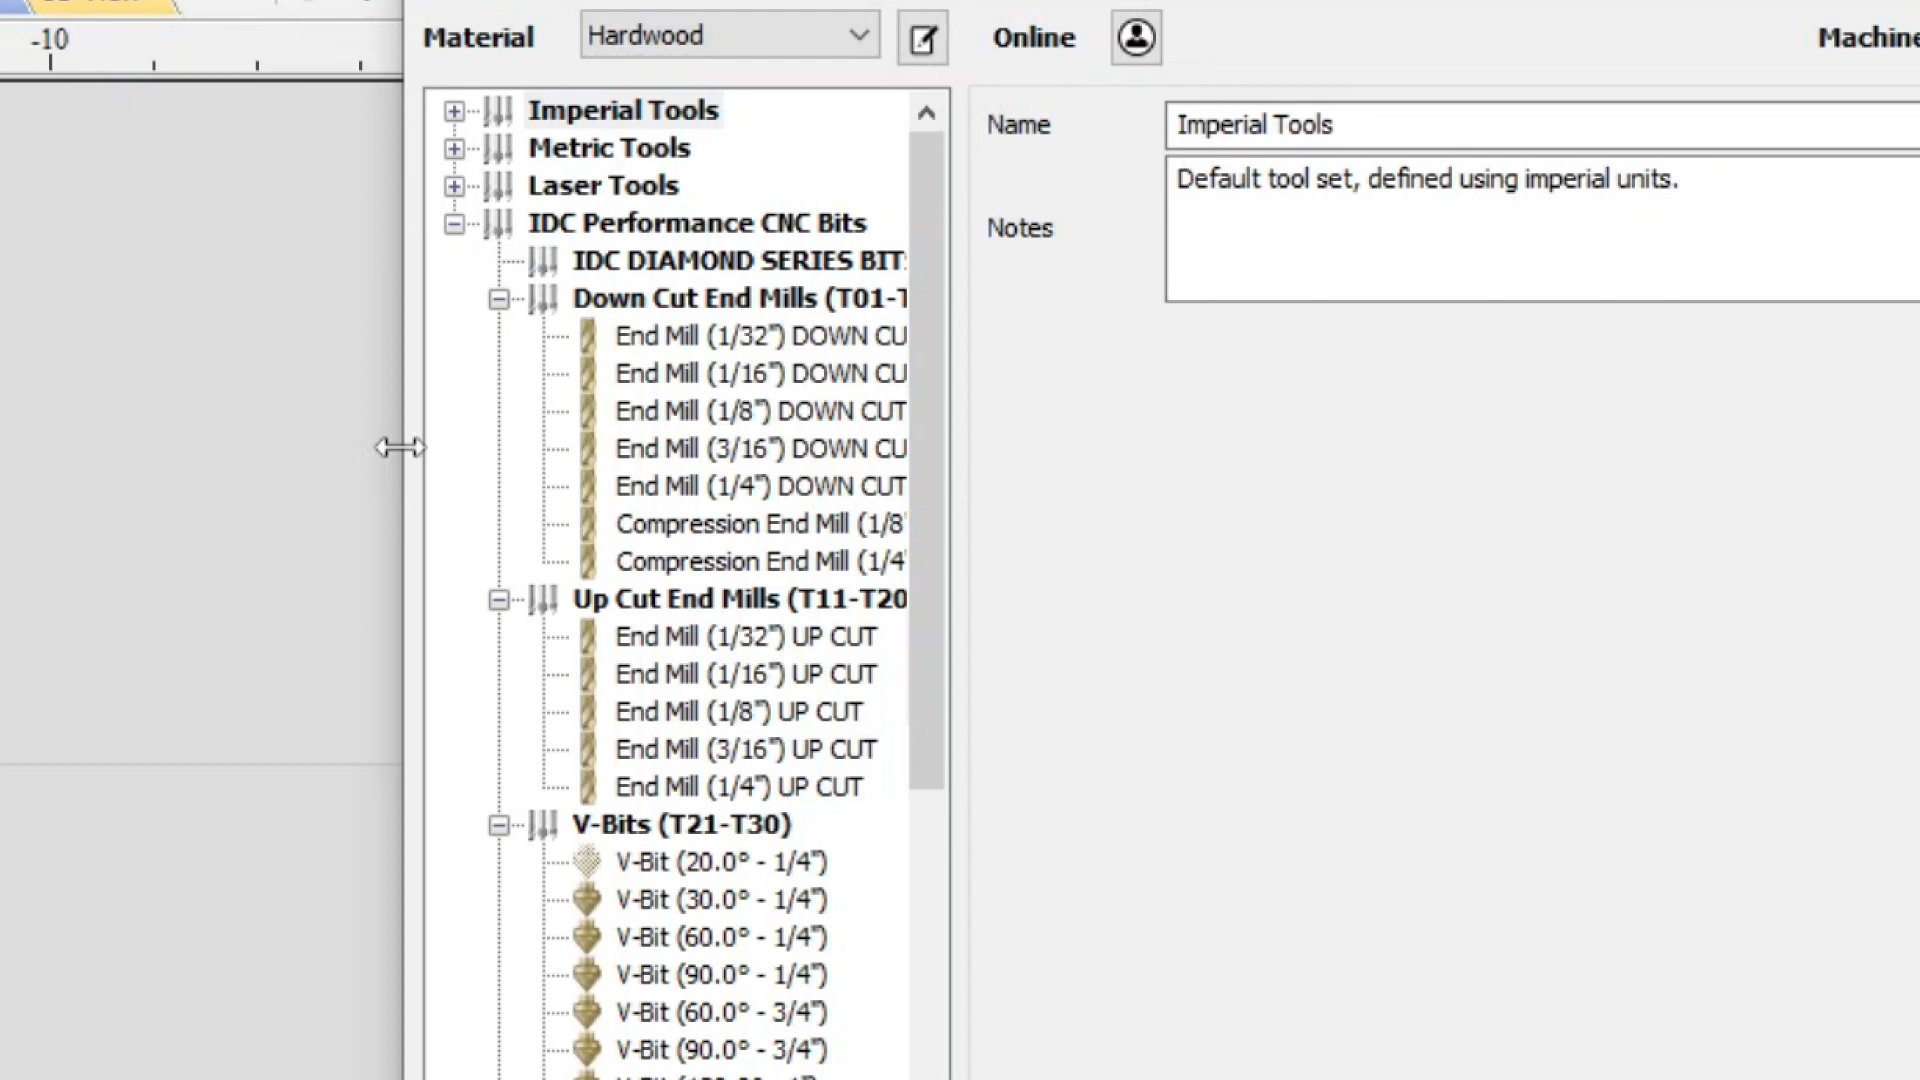 -10
Material
Hardwood
Online
Machine
Imperial Tools
Metric Tools
Laser Tools
IDC Performance CNC Bits
IDC DIAMOND SERIES BIT
Down Cut End Mills (T01-T
End Mill (1/32") DOWN CU
End Mill (1/16") DOWN CU
End Mill (1/8") DOWN CUT
End Mill (3/16") DOWN CU
End Mill (1/4") DOWN CUT
Compression End Mill (1/8"
Compression End Mill (1/4"
Up Cut End Mills (T11-T20
End Mill (1/32") UP CUT
End Mill (1/16") UP CUT
End Mill (1/8") UP CUT
End Mill (3/16") UP CUT
End Mill (1/4") UP CUT
V-Bits (T21-T30)
V-Bit (20.0° - 1/4")
V-Bit (30.0° - 1/4")
V-Bit (60.0° - 1/4")
V-Bit (90.0° - 1/4")
V-Bit (60.0° - 3/4")
V-Bit (90.0° - 3/4")
Name
Imperial Tools
Notes
Default tool set, defined using imperial units.